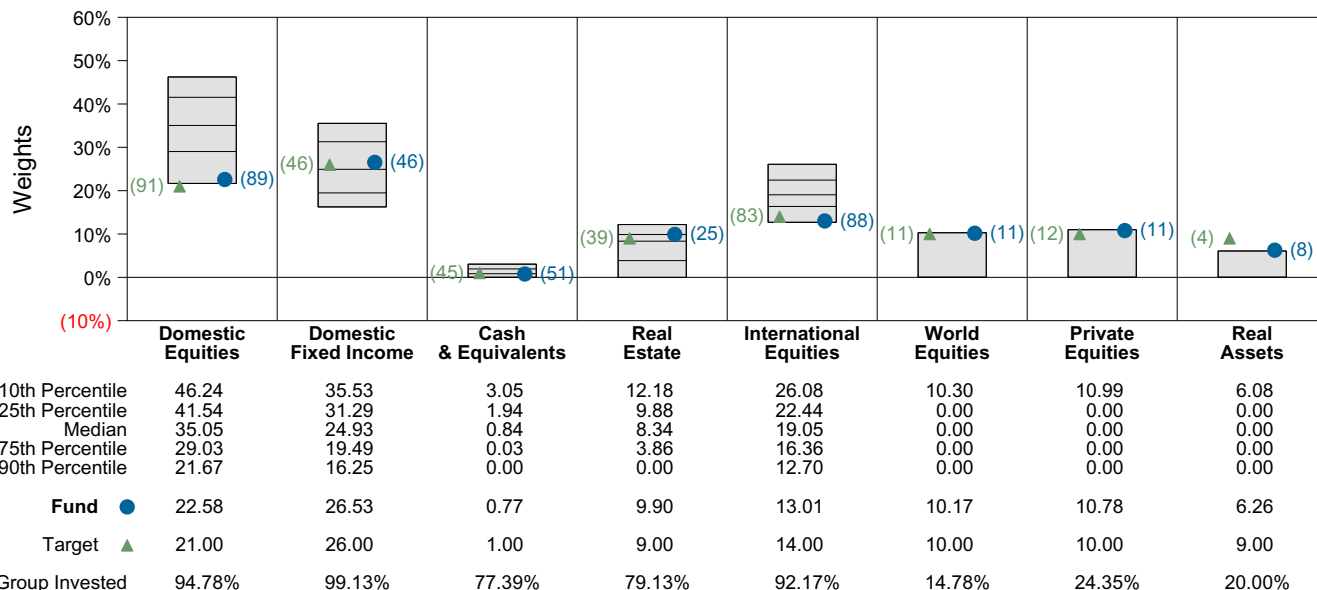 60%
50%
40%
30%
20%
10%
0%
(10%)
Weights
(91) (89)
(46) (46)
(45) (51)
(39) (25)
(83) (88)
(11) (11)
(12) (11)
(4) (8)
Domestic Equities
Domestic Fixed Income
Cash & Equivalents
Real Estate
International Equities
World Equities
Private Equities
Real Assets
10th Percentile 46.24 35.53 3.05 12.18 26.08 10.30 10.99 6.08
25th Percentile 41.54 31.29 1.94 9.88 22.44 0.00 0.00 0.00
Median 35.05 24.93 0.84 8.34 19.05 0.00 0.00 0.00
75th Percentile 29.03 19.49 0.03 3.86 16.36 0.00 0.00 0.00
90th Percentile 21.67 16.25 0.00 0.00 12.70 0.00 0.00 0.00
Fund 22.58 26.53 0.77 9.90 13.01 10.17 10.78 6.26
Target 21.00 26.00 1.00 9.00 14.00 10.00 10.00 9.00
Group Invested 94.78% 99.13% 77.39% 79.13% 92.17% 14.78% 24.35% 20.00%